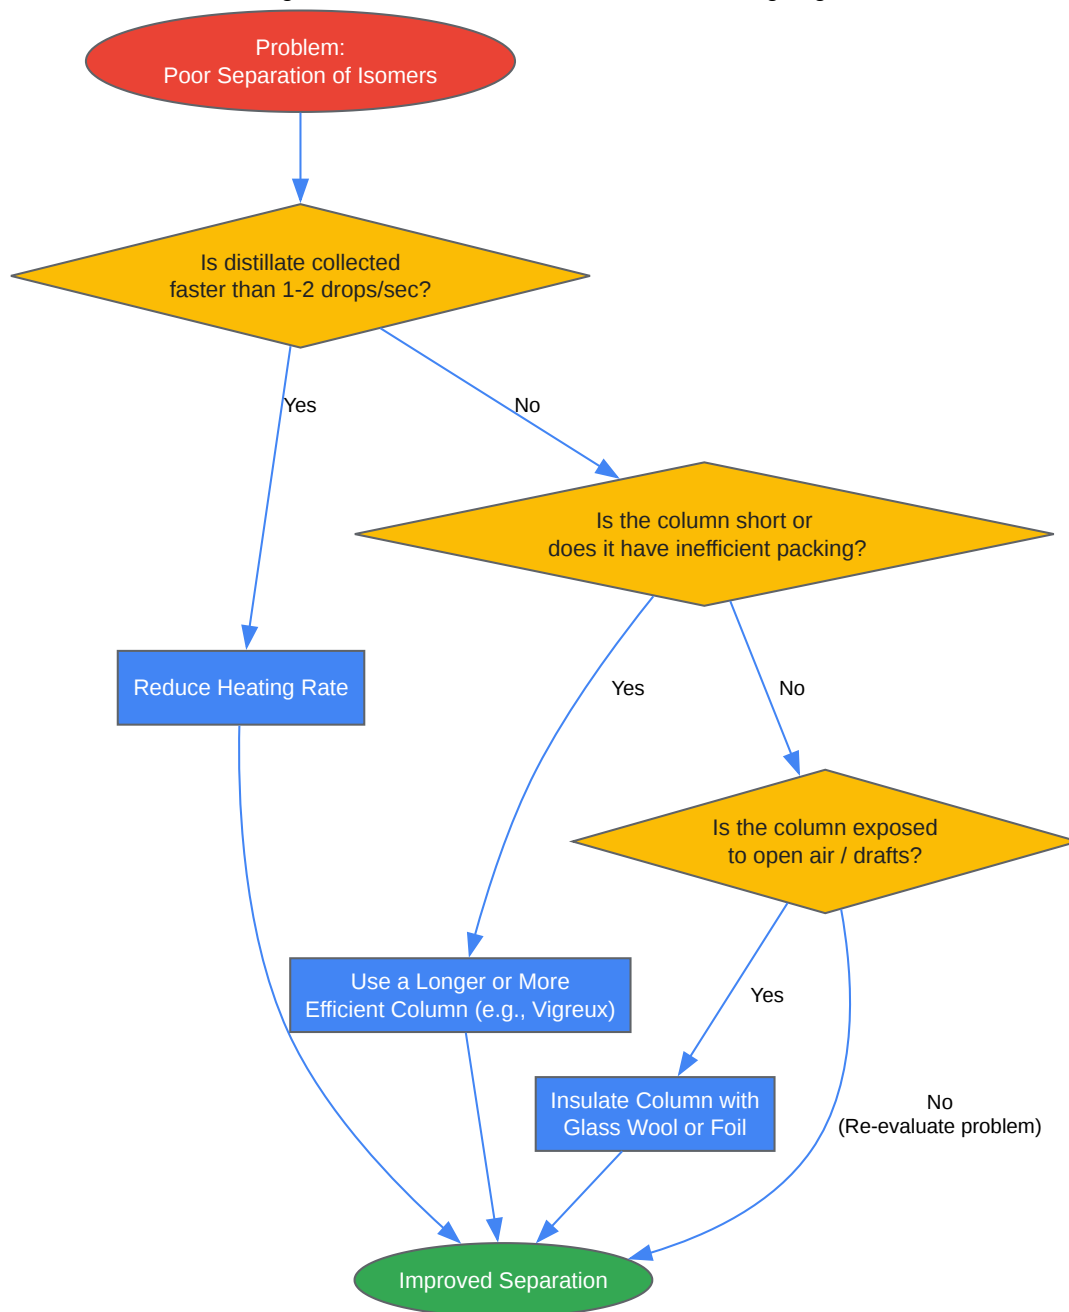 Problem:
Poor Separation of Isomers
Is distillate collected
faster than 1-2 drops/sec?
Yes
No
Is the column short or
does it have inefficient packing?
Reduce Heating Rate
Yes
No
Is the column exposed
to open air / drafts?
Use a Longer or More
Efficient Column (e.g., Vigreux)
Yes
Insulate Column with
Glass Wool or Foil
No
(Re-evaluate problem)
Improved Separation